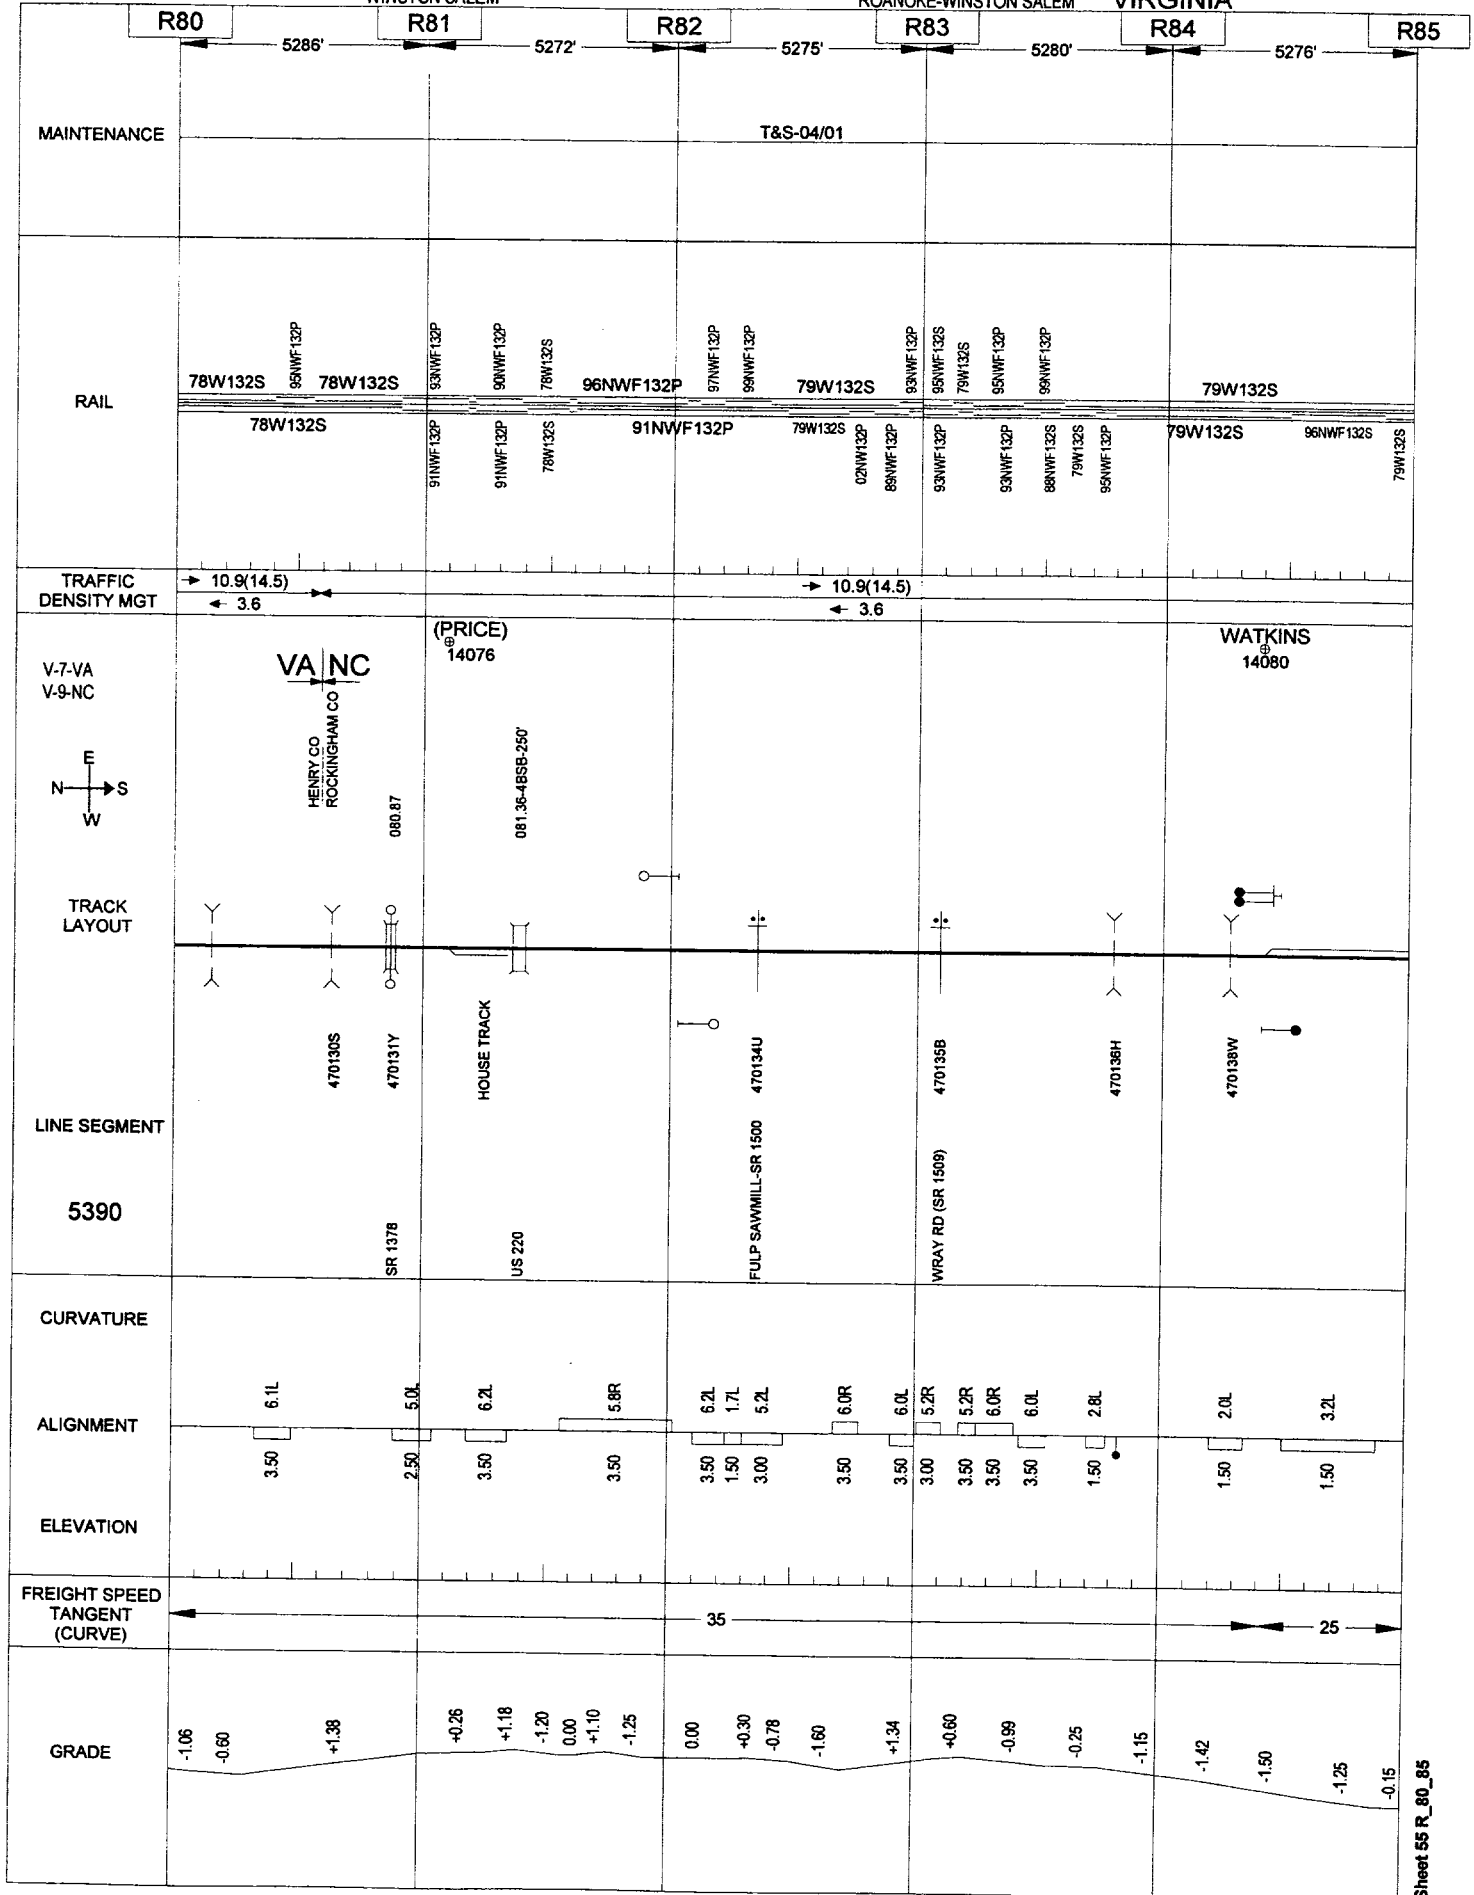 WINSTON SALEM
ROANOKE-WINSTON SALEM VIRGINIA
R80 R81 R82 R83 R84 R85
5286' 5272' 5275' 5280' 5276'
MAINTENANCE
T&S-04/01
RAIL
95NWF132P 93NWF132P 90NWF132P 78W132S 97NWF132P 99NWF132P 93NWF132P 95NWF132S 79W132S 95NWF132P 99NWF132P
78W132S 78W132S 96NWF132P 79W132S 79W132S
78W132S 91NWF132P 79W132S 79W132S 96NWF132S
91NWF132P 91NWF132P 78W132S 02NW132P 89NWF132P 93NWF132P 93NWF132P 88NWF132S 79W132S 95NWF132P 79W132S
TRAFFIC
DENSITY MGT
→ 10.9(14.5) → 10.9(14.5)
← 3.6 ← 3.6
(PRICE)
14076
WATKINS
14080
V-7-VA
V-9-NC
VA NC
HENRY CO
ROCKINGHAM CO
E
N S
W
080.87
081.36-4BSB-250'
TRACK
LAYOUT
470130S
470131Y
HOUSE TRACK
470134U
470135B
470136H
470138W
LINE SEGMENT
5390
SR 1378
US 220
FULP SAWMILL-SR 1500
WRAY RD (SR 1509)
CURVATURE
ALIGNMENT
6.1L 5.0L 6.2L 5.8R 6.2L 1.7L 5.2L 6.0R 6.0L 5.2R 5.2R 6.0R 6.0L 2.8L 2.0L 3.2L
3.50 2.50 3.50 3.50 3.50 1.50 3.00 3.50 3.50 3.00 3.50 3.50 3.50 1.50 1.50 1.50
ELEVATION
FREIGHT SPEED
TANGENT
(CURVE)
35 25
GRADE
-1.06 -0.60 +1.38 +0.26 +1.18 -1.20 0.00 +1.10 -1.25 0.00 +0.30 -0.78 -1.60 +1.34 +0.60 -0.99 -0.25 -1.15 -1.42 -1.50 -1.25 -0.15
Sheet 55 R_80_85